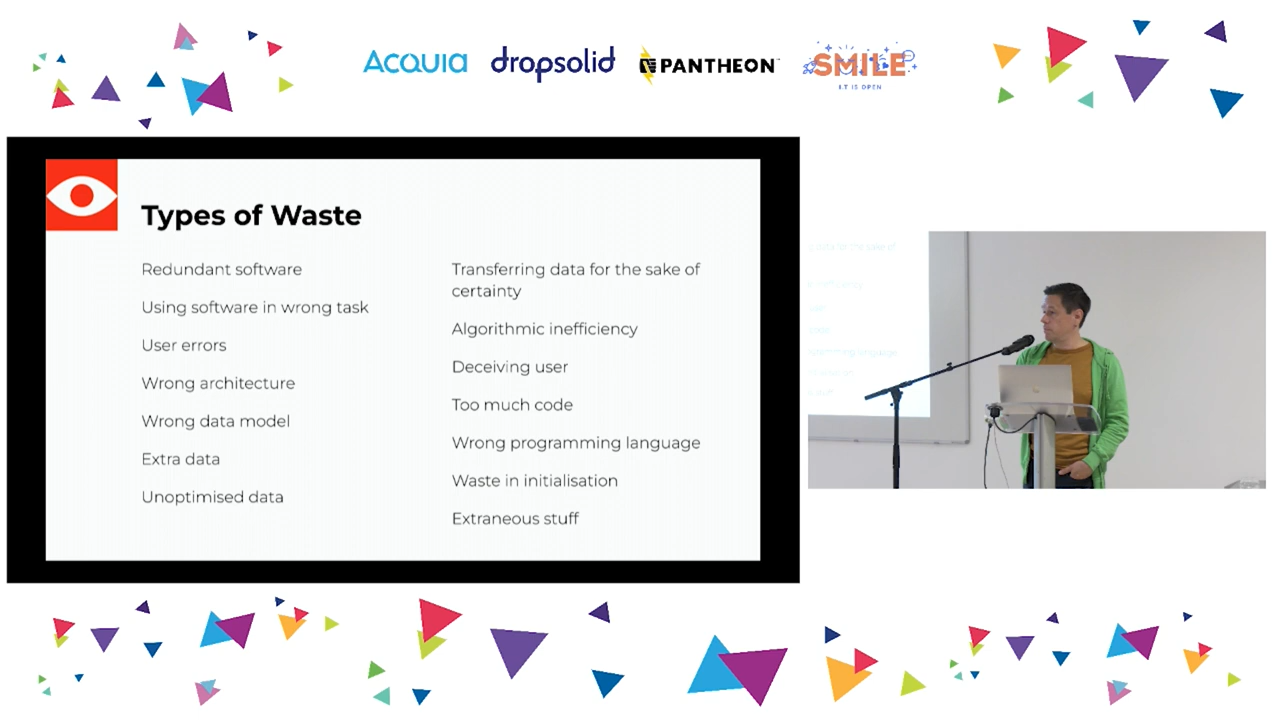 ACQUIA
dropsolid
PANTHEON
SMILE
I.T IS OPEN
Types of Waste
Redundant software
Using software in wrong task
User errors
Wrong architecture
Wrong data model
Extra data
Unoptimised data
Transferring data for the sake of
certainty
Algorithmic inefficiency
Deceiving user
Too much code
Wrong programming language
Waste in initialisation
Extraneous stuff